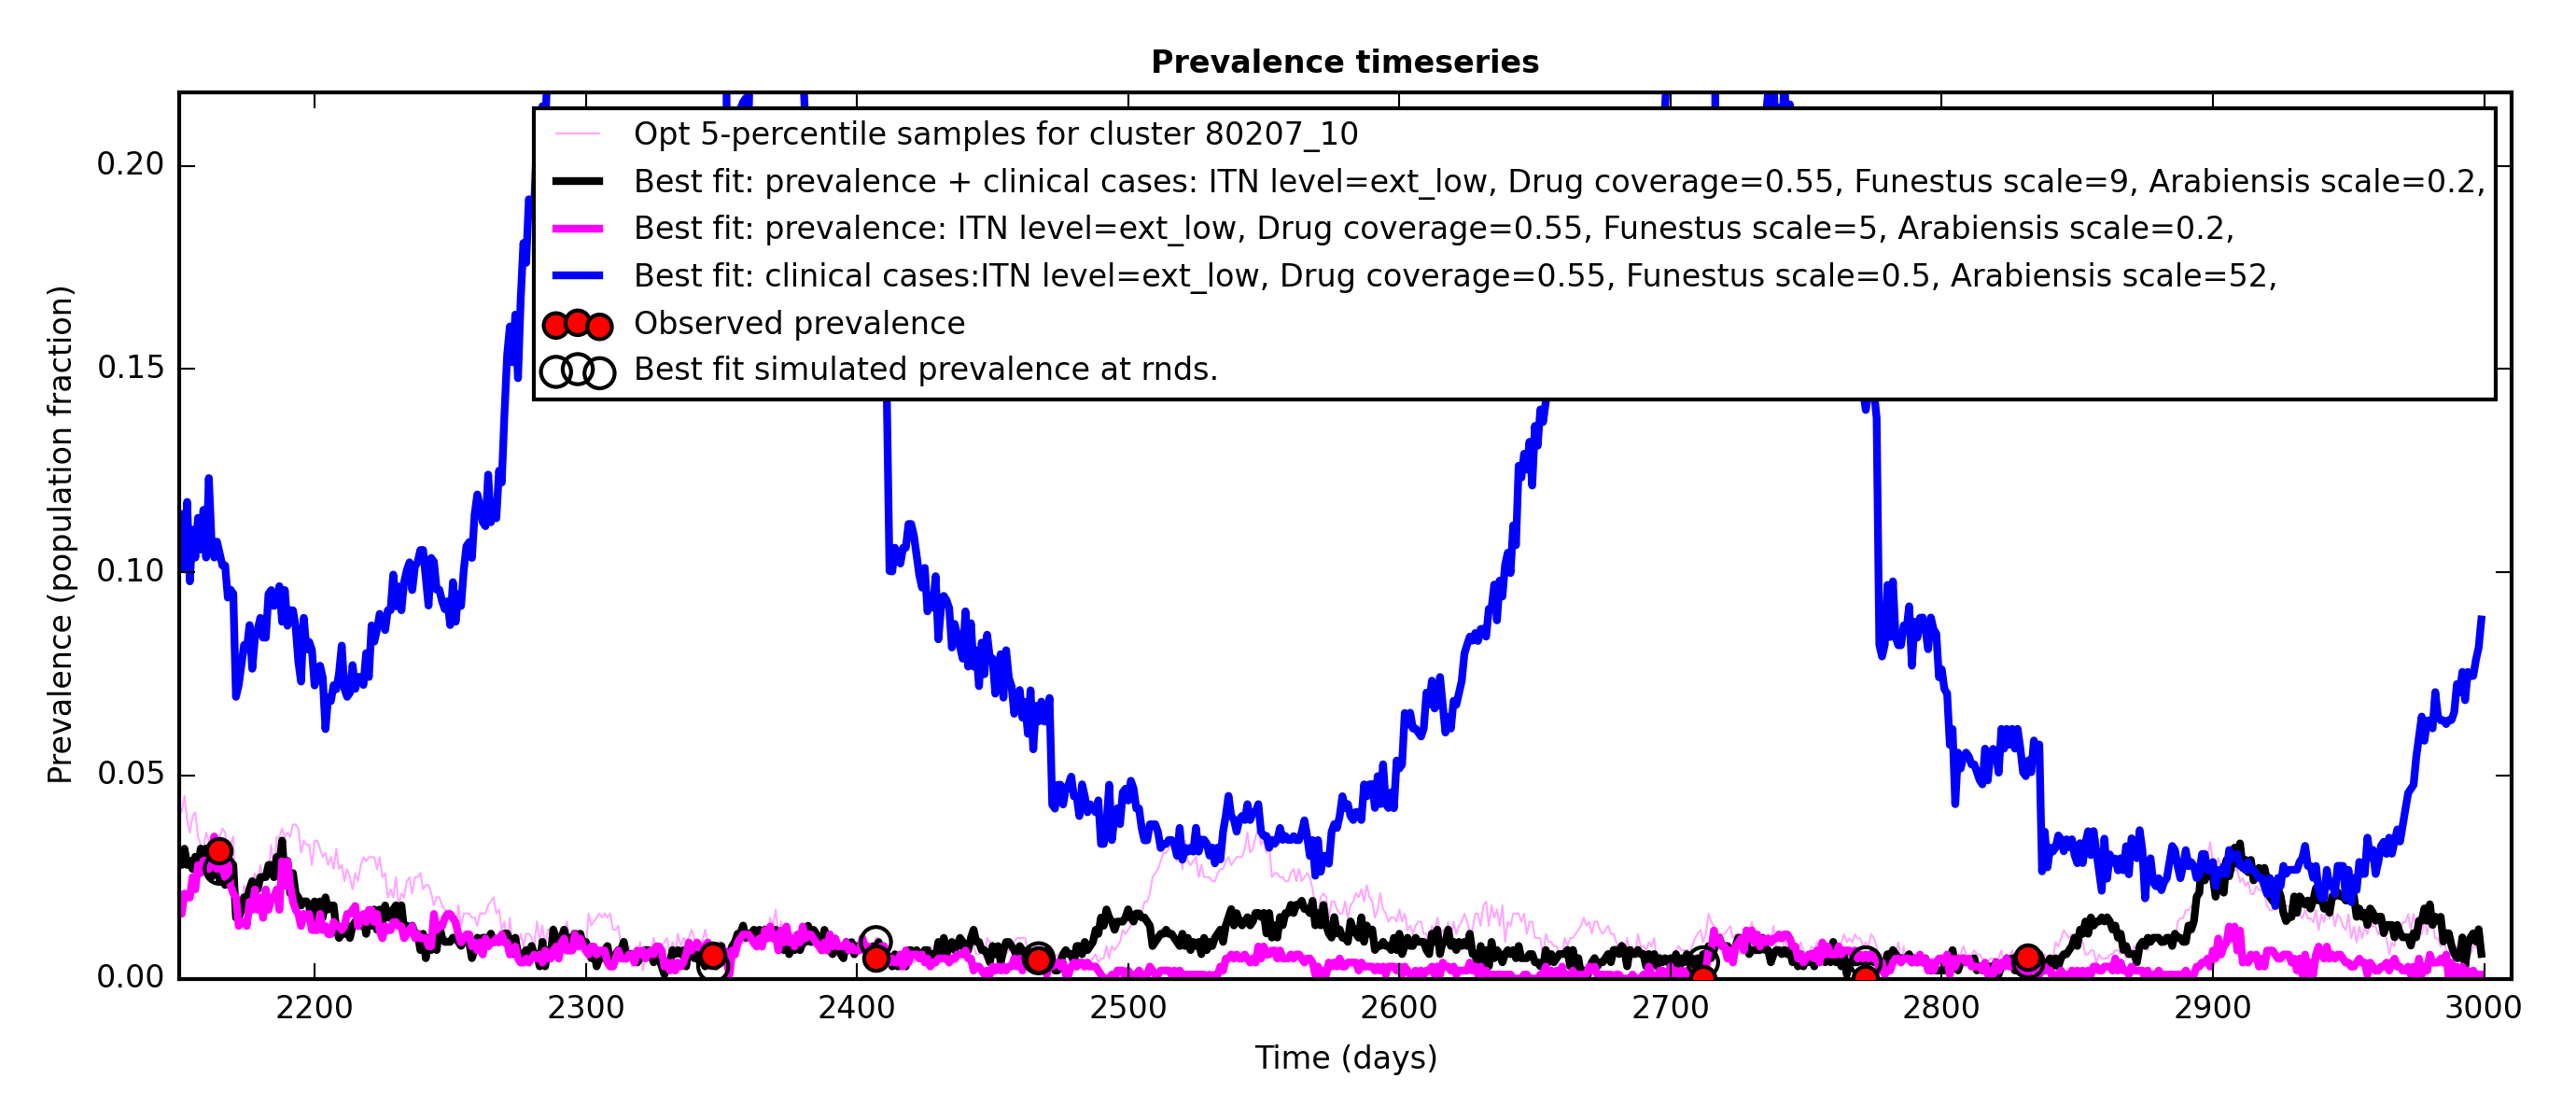 Prevalence timeseries
Opt 5-percentile samples for cluster 80207_10
Best fit: prevalence + clinical cases: ITN level=ext_low, Drug coverage=0.55, Funestus scale=9, Arabiensis scale=0.2,
Best fit: prevalence: ITN level=ext_low, Drug coverage=0.55, Funestus scale=5, Arabiensis scale=0.2,
Best fit: clinical cases:ITN level=ext_low, Drug coverage=0.55, Funestus scale=0.5, Arabiensis scale=52,
Observed prevalence
Best fit simulated prevalence at rnds.
Prevalence (population fraction)
0.20
0.15
0.10
0.05
0.00
2200 2300 2400 2500 2600 2700 2800 2900 3000
Time (days)